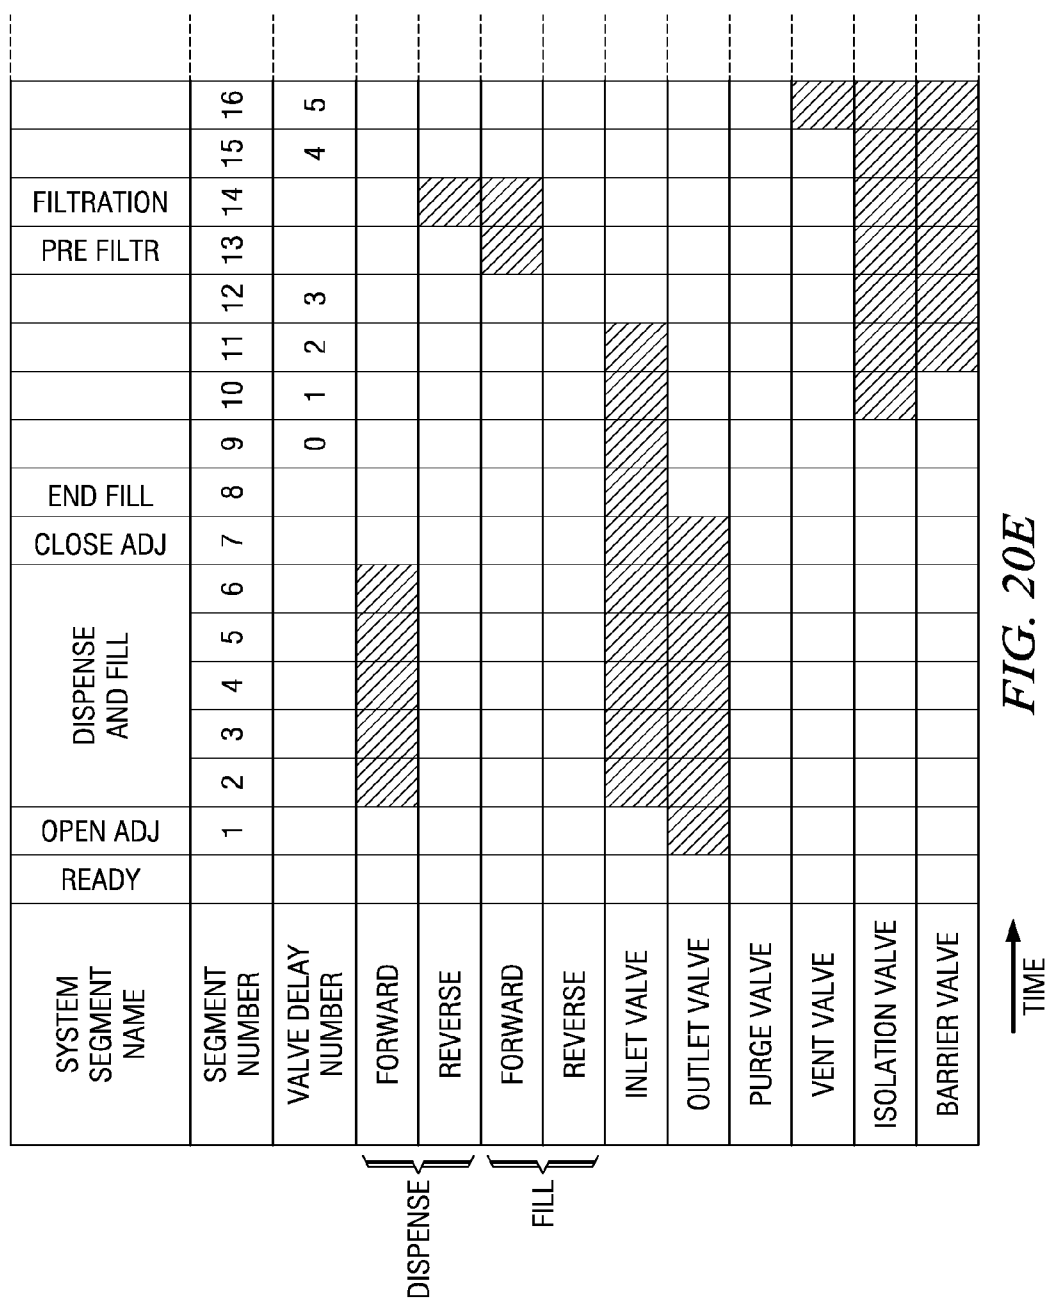 SYSTEM
SEGMENT
NAME
READY
OPEN ADJ
DISPENSE
AND FILL
CLOSE ADJ
END FILL
PRE FILTR
FILTRATION
SEGMENT
NUMBER
1
2
3
4
5
6
7
8
9
10
11
12
13
14
15
16
VALVE DELAY
NUMBER
0
1
2
3
4
5
DISPENSE
FORWARD
REVERSE
FILL
FORWARD
REVERSE
INLET VALVE
OUTLET VALVE
PURGE VALVE
VENT VALVE
ISOLATION VALVE
BARRIER VALVE
TIME
FIG. 20E